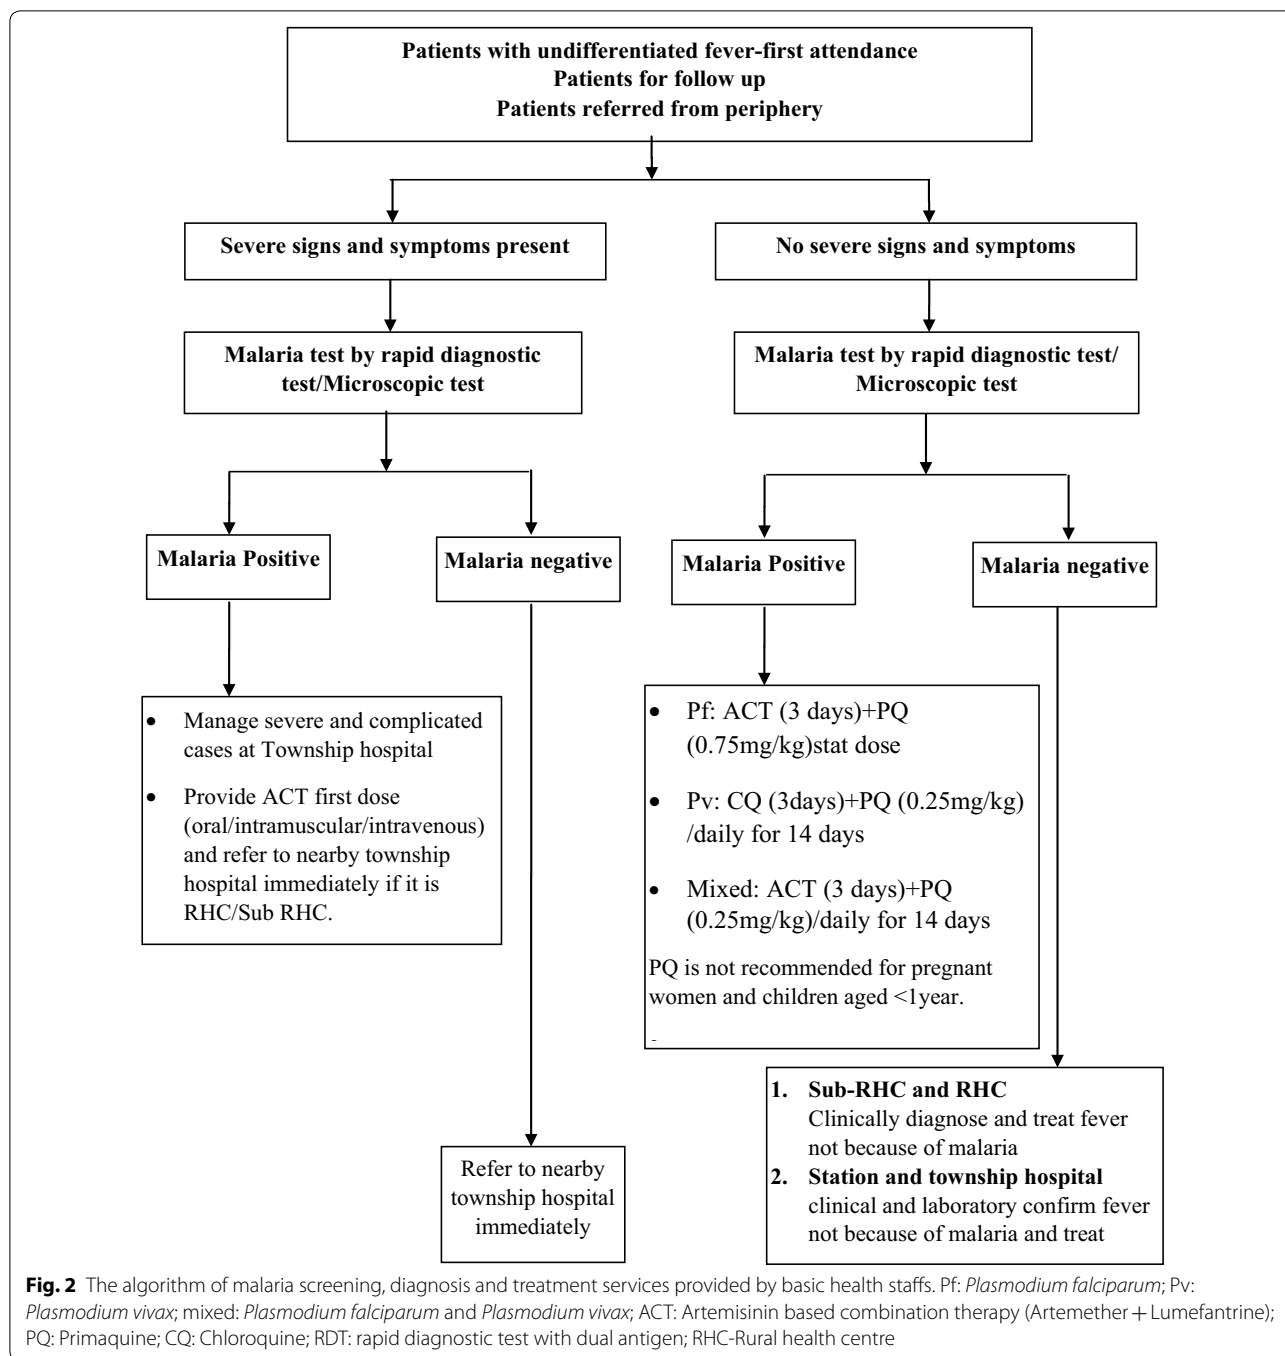 Patients with undifferentiated fever-first attendance
Patients for follow up
Patients referred from periphery
Severe signs and symptoms present
No severe signs and symptoms
Malaria test by rapid diagnostic
test/Microscopic test
Malaria test by rapid diagnostic test/
Microscopic test
Malaria Positive
Malaria negative
Malaria Positive
Malaria negative
• Manage severe and complicated
cases at Township hospital
• Provide ACT first dose
(oral/intramuscular/intravenous)
and refer to nearby township
hospital immediately if it is
RHC/Sub RHC.
• Pf: ACT (3 days)+PQ
(0.75mg/kg)stat dose
• Pv: CQ (3days)+PQ (0.25mg/kg)
/daily for 14 days
• Mixed: ACT (3 days)+PQ
(0.25mg/kg)/daily for 14 days
PQ is not recommended for pregnant
women and children aged <1year.
-
Refer to nearby
township hospital
immediately
1. Sub-RHC and RHC
Clinically diagnose and treat fever
not because of malaria
2. Station and township hospital
clinical and laboratory confirm fever
not because of malaria and treat
Fig. 2 The algorithm of malaria screening, diagnosis and treatment services provided by basic health staffs. Pf: Plasmodium falciparum; Pv:
Plasmodium vivax; mixed: Plasmodium falciparum and Plasmodium vivax; ACT: Artemisinin based combination therapy (Artemether + Lumefantrine);
PQ: Primaquine; CQ: Chloroquine; RDT: rapid diagnostic test with dual antigen; RHC-Rural health centre